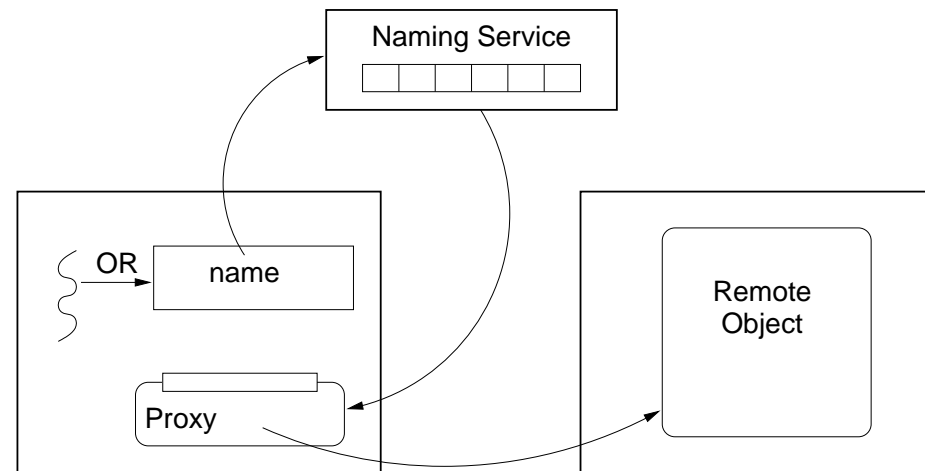 Naming Service
OR
name
Remote
Object
Proxy